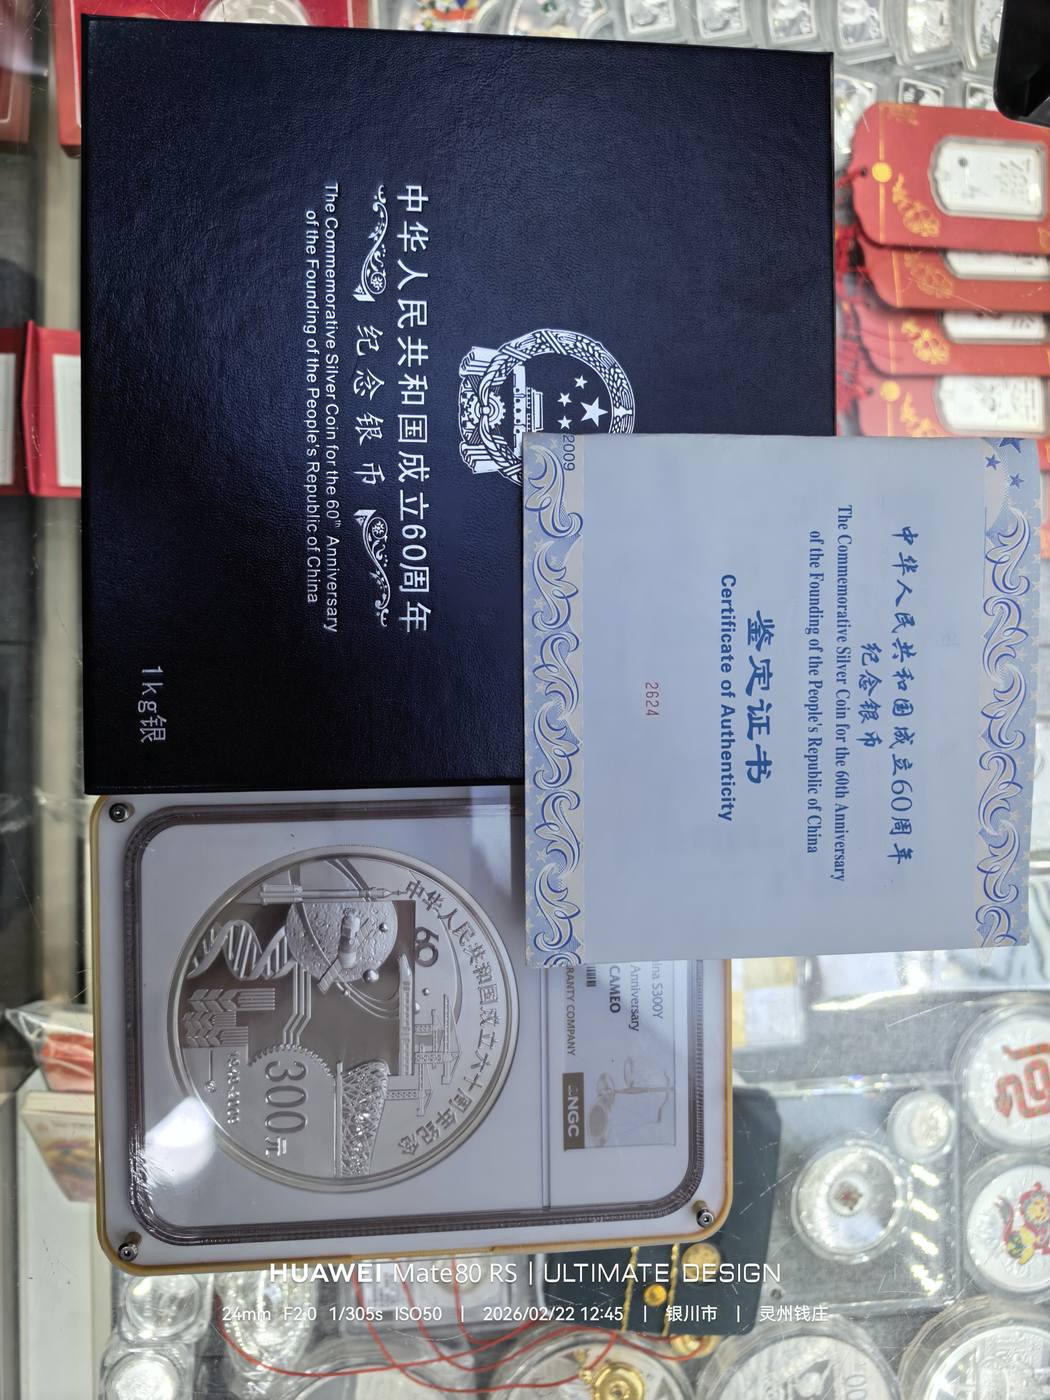 中华人民共和国成立60周年
纪念银币
The Commemorative Silver Coin for the 60th Anniversary
of the Founding of the People's Republic of China
1kg银
2009
中华人民共和国成立60周年
纪念银币
The Commemorative Silver Coin for the 60th Anniversary
of the Founding of the People's Republic of China
鉴定证书
Certificate of Authenticity
2624
S300Y
Anniversary
CAMEO
COMPANY
NGC
中华人民共和国成立六十周年纪念
60
1949-2009
300元
HUAWEI Mate80 RS | ULTIMATE DESIGN
24mm F2.0 1/305s ISO50 | 2026/02/22 12:45 | 银川市 | 灵州钱庄